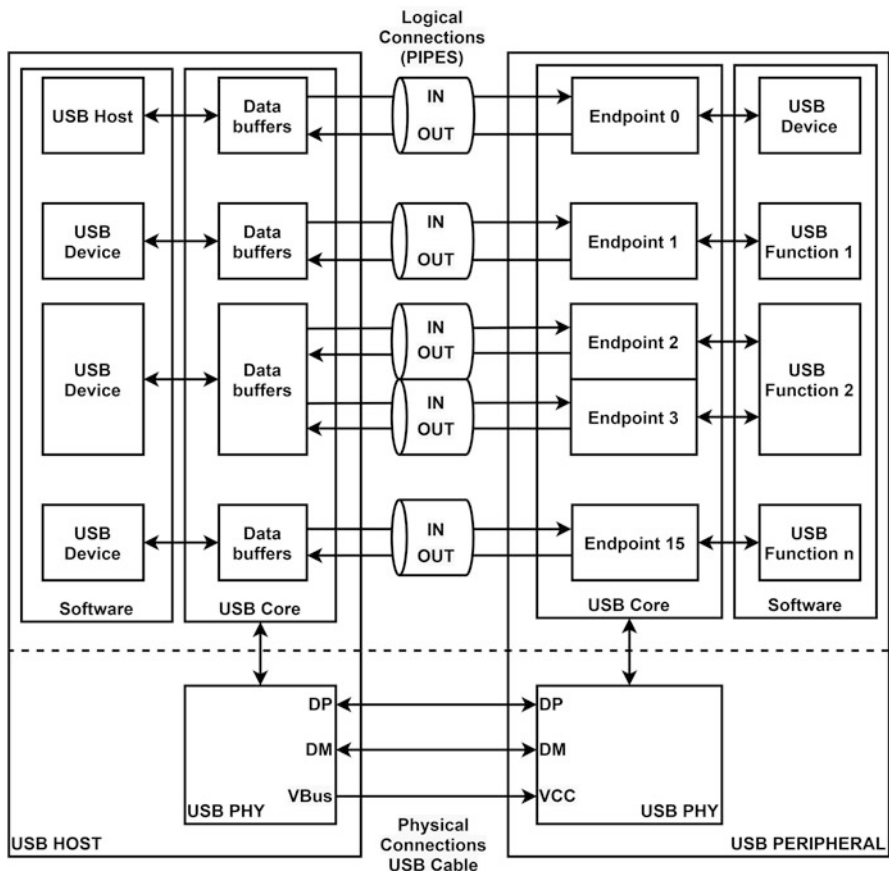 Logical
Connections
(PIPES)
USB Host
Data
buffers
IN
OUT
Endpoint 0
USB
Device
USB
Device
Data
buffers
IN
OUT
Endpoint 1
USB
Function 1
USB
Device
Data
buffers
IN
OUT
IN
OUT
Endpoint 2
Endpoint 3
USB
Function 2
USB
Device
Data
buffers
IN
OUT
Endpoint 15
USB
Function n
Software
USB Core
USB Core
Software
DP
DM
VBus
USB PHY
DP
DM
VCC
USB PHY
USB HOST
Physical
Connections
USB Cable
USB PERIPHERAL